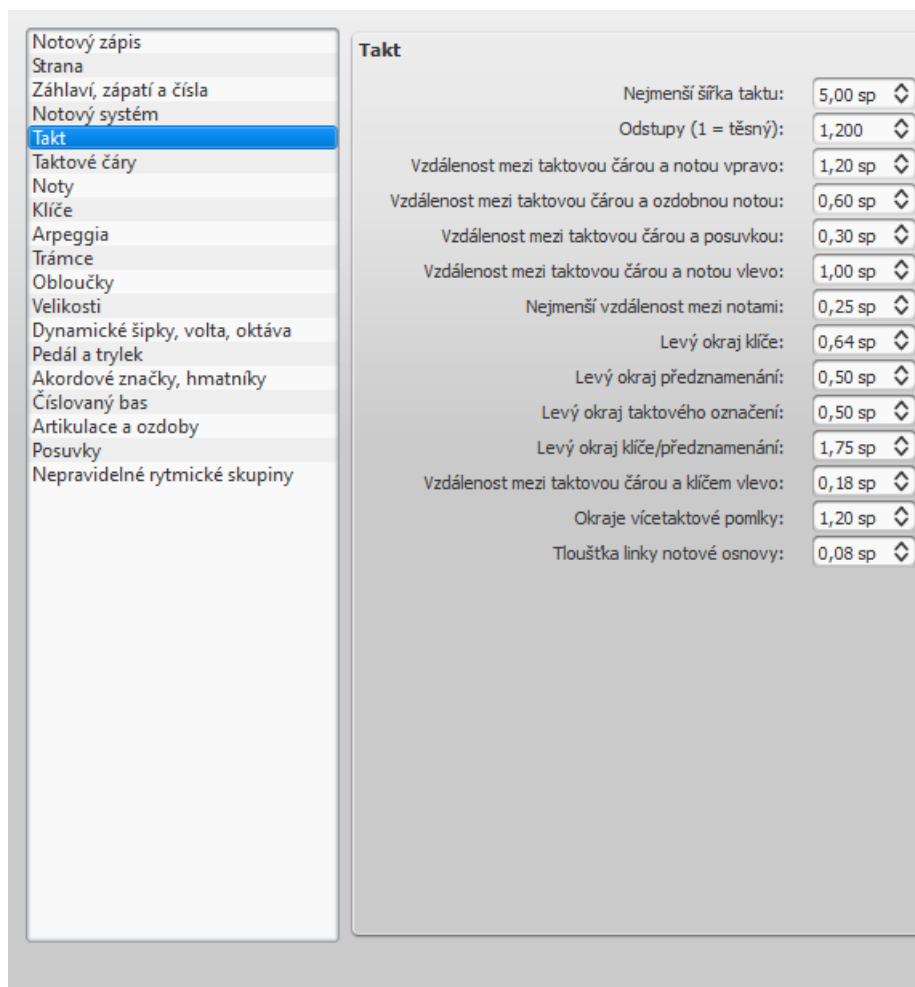 Notový zápis
Strana
Záhlaví, zápatí a čísla
Notový systém
Takt
Taktové čáry
Noty
Klíče
Arpeggia
Trámce
Obloučky
Velikosti
Dynamické šipky, volta, oktáva
Pedál a trylek
Akordové značky, hmatníky
Číslovaný bas
Artikulace a ozdoby
Posuvky
Nepravidelné rytmické skupiny
Takt
Nejmenší šířka taktu: 5,00 sp
Odstupy (1 = těsný): 1,200
Vzdálenost mezi taktovou čárou a notou vpravo: 1,20 sp
Vzdálenost mezi taktovou čárou a ozdobnou notou: 0,60 sp
Vzdálenost mezi taktovou čárou a posuvkou: 0,30 sp
Vzdálenost mezi taktovou čárou a notou vlevo: 1,00 sp
Nejmenší vzdálenost mezi notami: 0,25 sp
Levý okraj klíče: 0,64 sp
Levý okraj předznamenání: 0,50 sp
Levý okraj taktového označení: 0,50 sp
Levý okraj klíče/předznamenání: 1,75 sp
Vzdálenost mezi taktovou čárou a klíčem vlevo: 0,18 sp
Okraje vícetaktové pomlky: 1,20 sp
Tloušťka linky notové osnovy: 0,08 sp